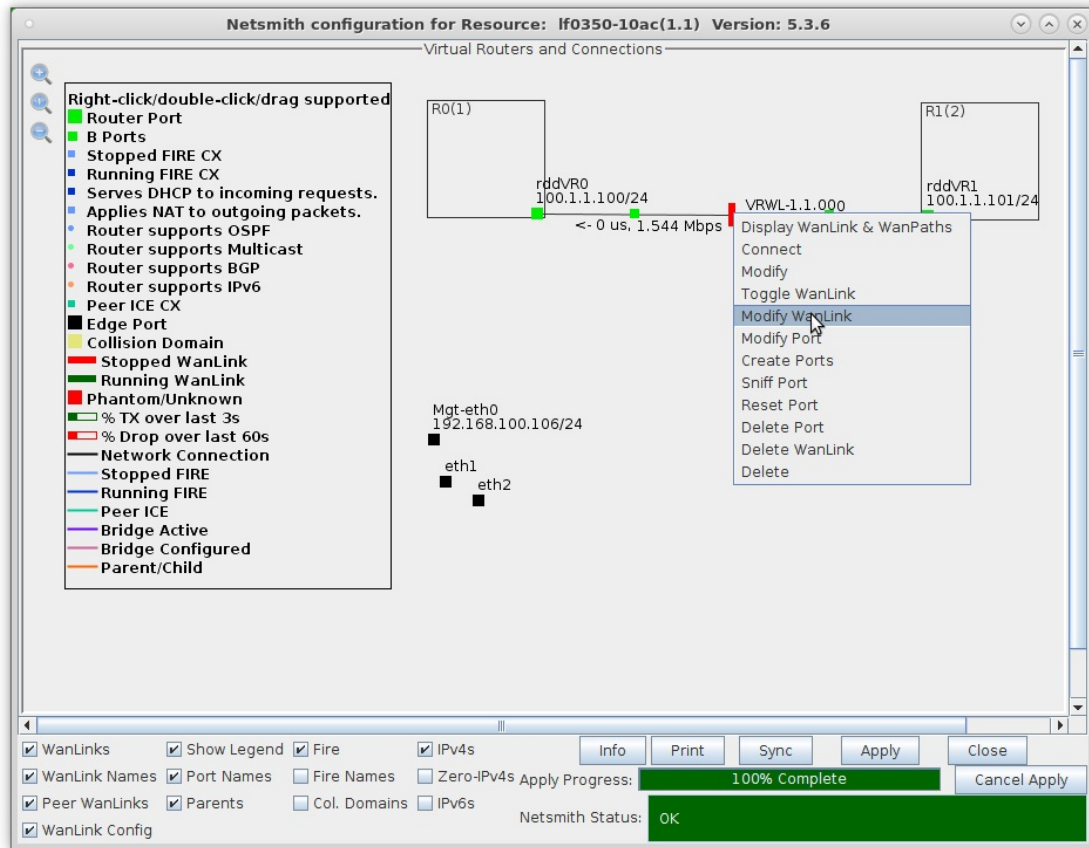 Netsmith configuration for Resource: lf0350-10ac(1.1) Version: 5.3.6
Virtual Routers and Connections
Right-click/double-click/drag supported
Router Port
B Ports
Stopped FIRE CX
Running FIRE CX
Serves DHCP to incoming requests.
Applies NAT to outgoing packets.
Router supports OSPF
Router supports Multicast
Router supports BGP
Router supports IPv6
Peer ICE CX
Edge Port
Collision Domain
Stopped WanLink
Running WanLink
Phantom/Unknown
% TX over last 3s
% Drop over last 60s
Network Connection
Stopped FIRE
Running FIRE
Peer ICE
Bridge Active
Bridge Configured
Parent/Child
R0(1)
rddVR0
100.1.1.100/24
<- 0 us, 1.544 Mbps
VRWL-1.1.000
R1(2)
rddVR1
100.1.1.101/24
Display WanLink & WanPaths
Connect
Modify
Toggle WanLink
Modify WanLink
Modify Port
Create Ports
Sniff Port
Reset Port
Delete Port
Delete WanLink
Delete
Mgt-eth0
192.168.100.106/24
eth1
eth2
WanLinks Show Legend Fire IPv4s Info Print Sync Apply Close
WanLink Names Port Names Fire Names Zero-IPv4s Apply Progress: 100% Complete Cancel Apply
Peer WanLinks Parents Col. Domains IPv6s Netsmith Status: OK
WanLink Config